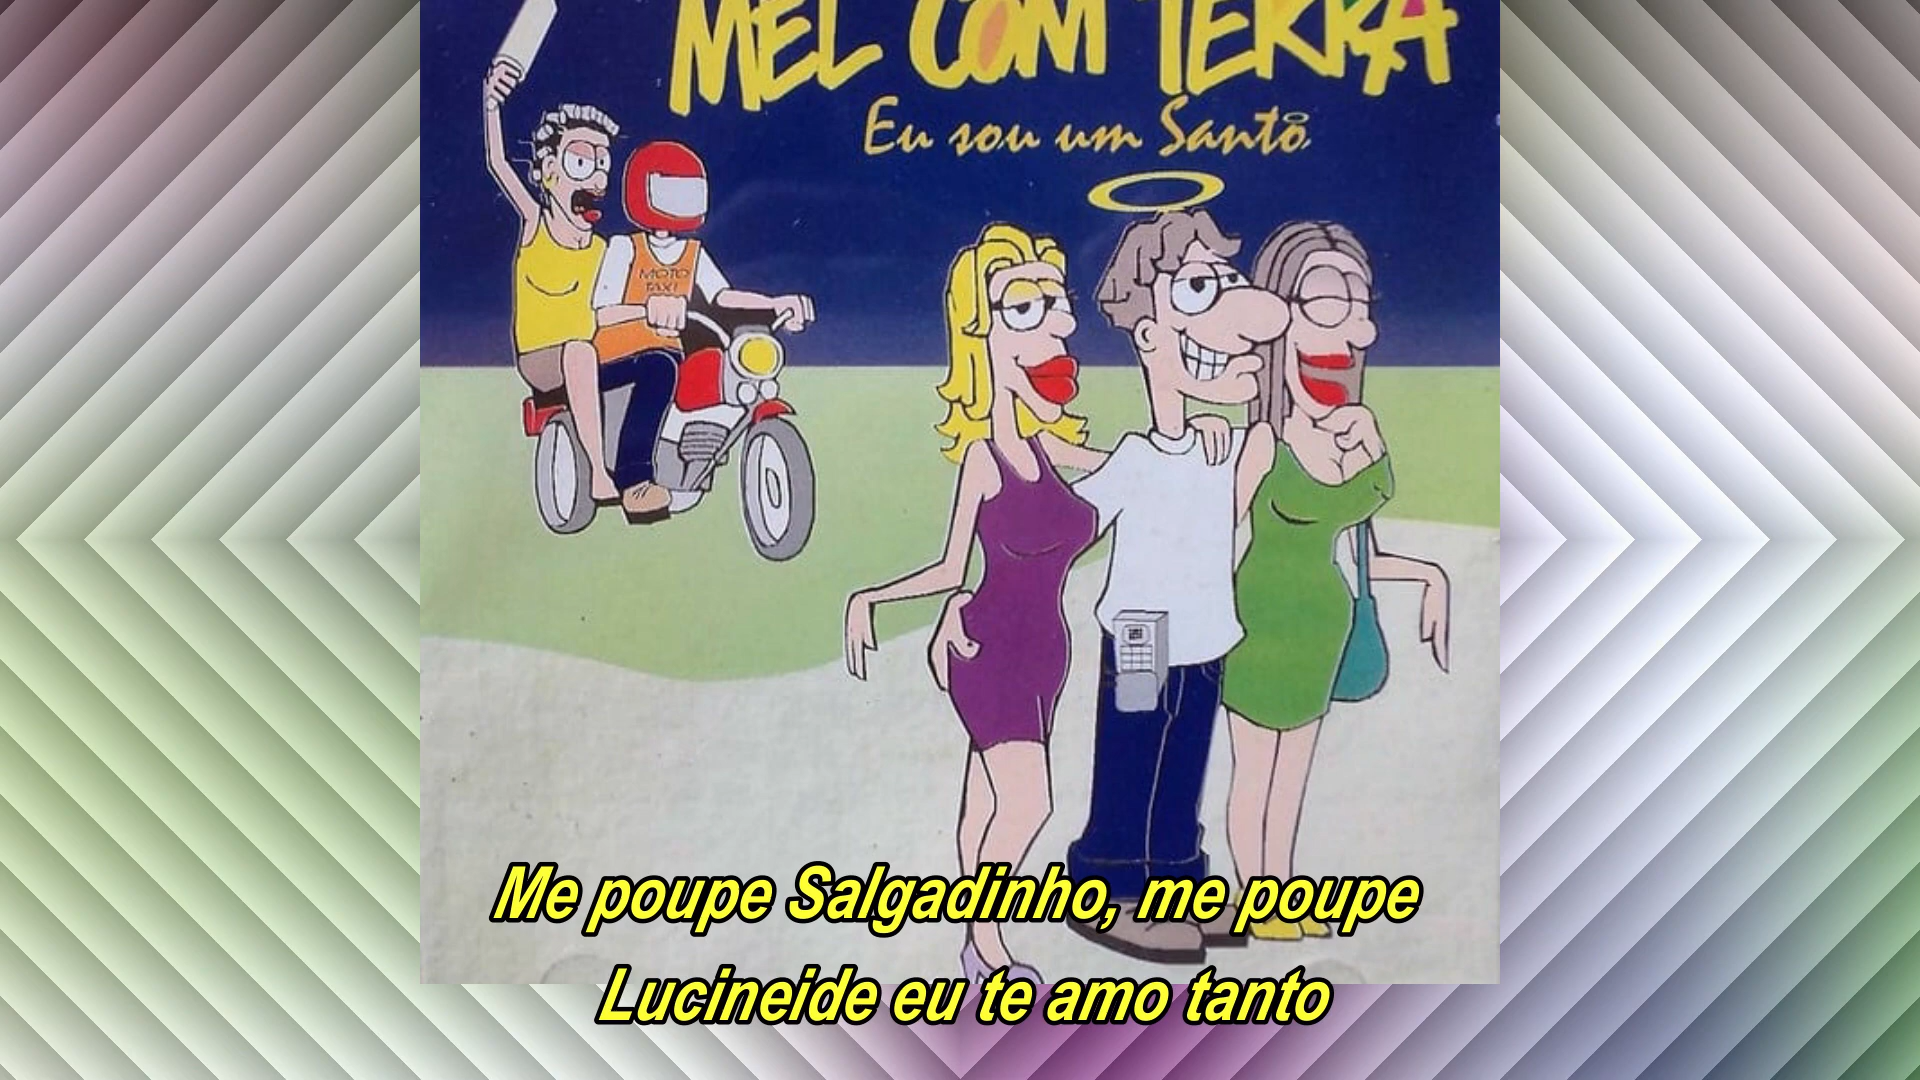 MEL COM TERRA
Eu sou um Santo
MOTO
TAXI
Me poupe Salgadinho, me poupe
Lucineide eu te amo tanto